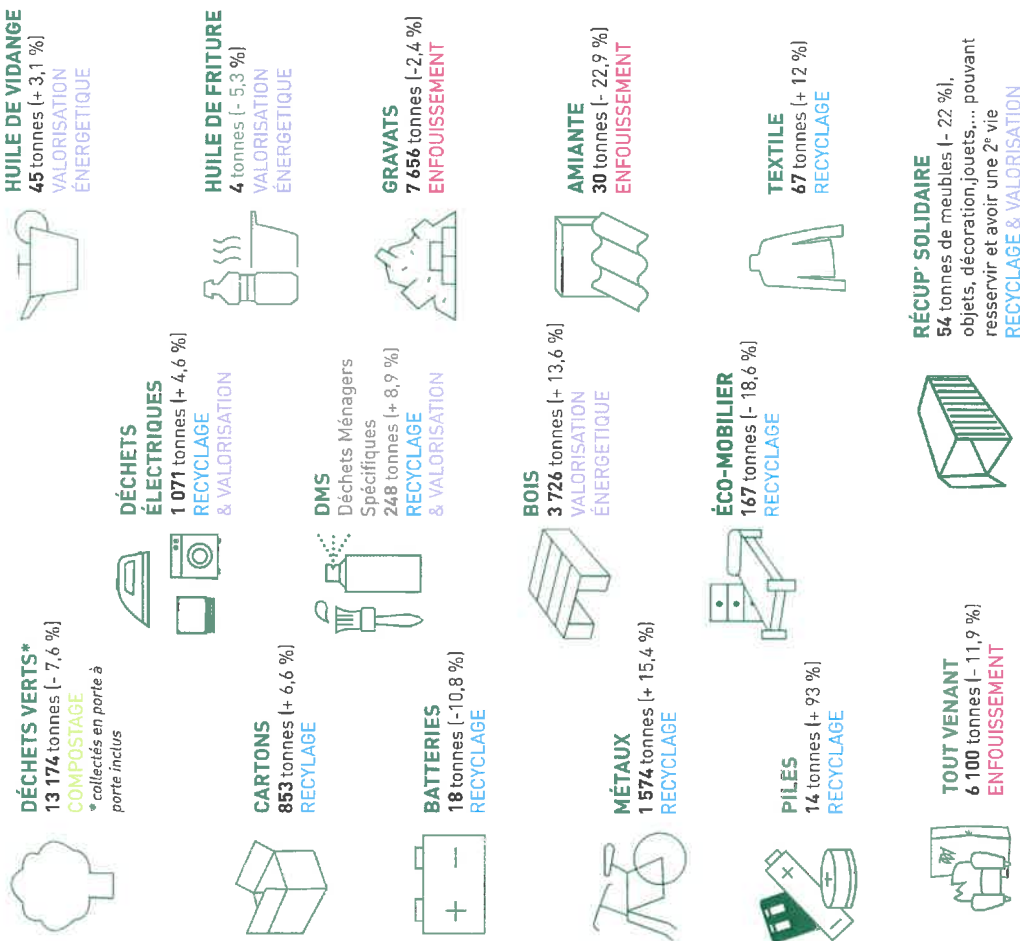 DÉCHETS VERTS*
13 174 tonnes (- 7,6 %)
COMPOSTAGE
* collectés en porte à
porte inclus
DÉCHETS
ÉLECTRIQUES
1 071 tonnes (+ 4,6 %)
RECYCLAGE
& VALORISATION
HUILE DE VIDANGE
45 tonnes (+ 3,1 %)
VALORISATION
ÉNERGETIQUE
CARTONS
853 tonnes (+ 6,6 %)
RECYLAGE
DMS
Déchets Ménagers
Spécifiques
248 tonnes (+ 8,9 %)
RECYCLAGE
& VALORISATION
HUILE DE FRITURE
4 tonnes (- 5,3 %)
VALORISATION
ÉNERGETIQUE
BATTERIES
18 tonnes (-10,8 %)
RECYCLAGE
GRAVATS
7 656 tonnes (-2,4 %)
ENFOUISSEMENT
MÉTAUX
1 574 tonnes (+ 15,4 %)
RECYCLAGE
BOIS
3 726 tonnes (+ 13,6 %)
VALORISATION
ÉNERGETIQUE
AMIANTE
30 tonnes (- 22,9 %)
ENFOUISSEMENT
PILES
14 tonnes (+ 93 %)
RECYCLAGE
ÉCO-MOBILIER
167 tonnes (- 18,6 %)
RECYCLAGE
TEXTILE
67 tonnes (+ 12 %)
RECYCLAGE
TOUT VENANT
6 100 tonnes (- 11,9 %)
ENFOUISSEMENT
RÉCUP' SOLIDAIRE
54 tonnes de meubles (- 22 %),
objets, décoration,jouets,... pouvant
resservir et avoir une 2e vie
RECYCLAGE & VALORISATION